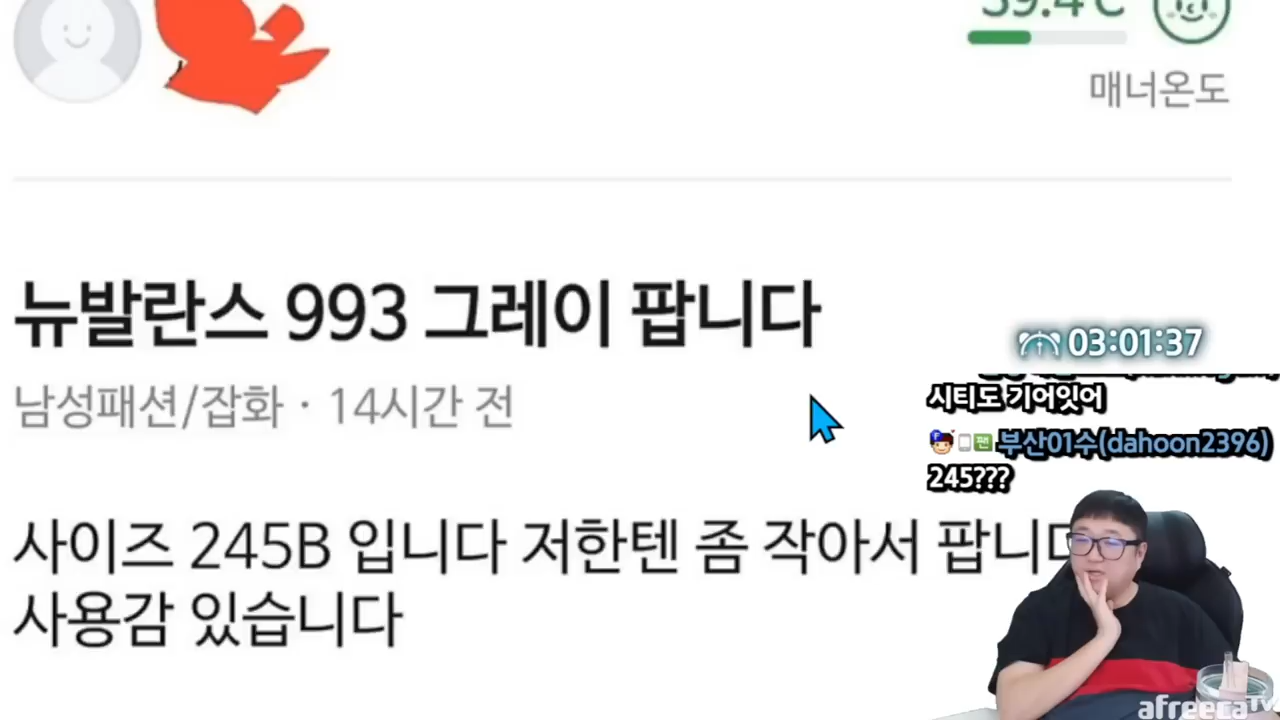 39.4°C
매너온도
뉴발란스 993 그레이 팝니다
남성패션/잡화 · 14시간 전
03:01:37
시티도 기어잇어
부산01수(dahoon2396)
245???
사이즈 245B 입니다 저한텐 좀 작아서 팝니다
사용감 있습니다
afreecaTV